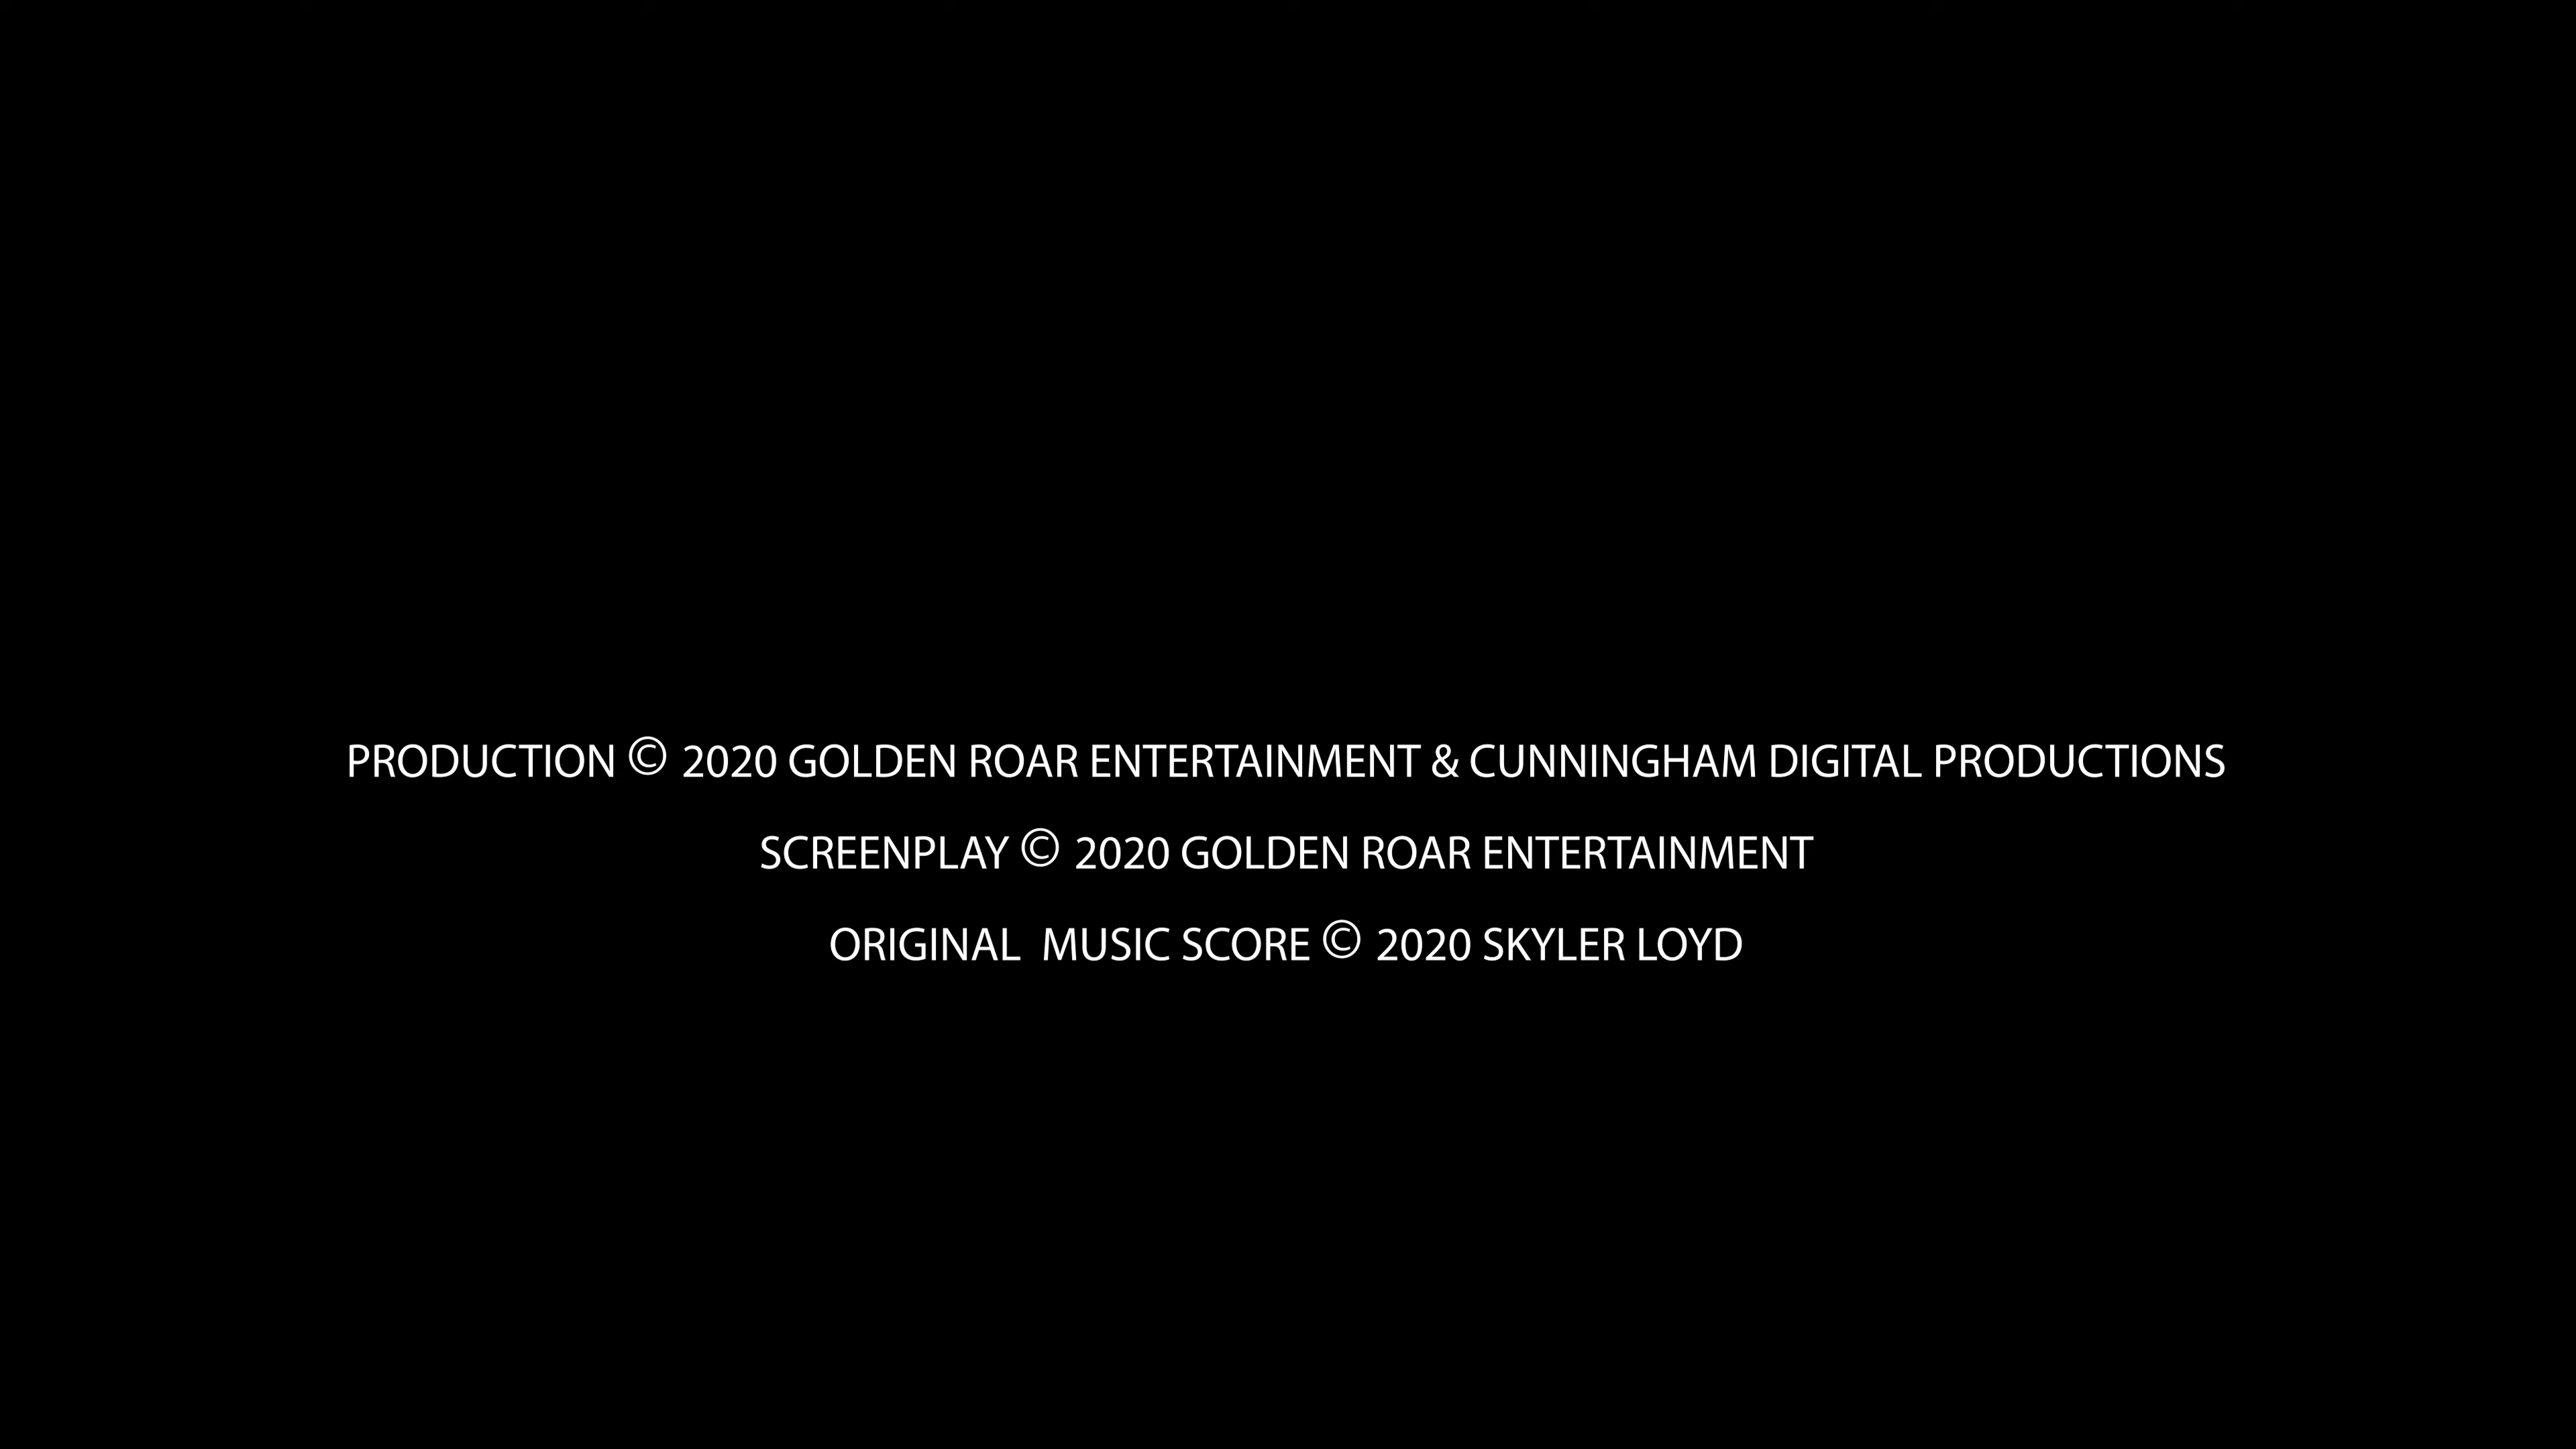 PRODUCTION © 2020 GOLDEN ROAR ENTERTAINMENT & CUNNINGHAM DIGITAL PRODUCTIONS
SCREENPLAY © 2020 GOLDEN ROAR ENTERTAINMENT
ORIGINAL  MUSIC SCORE © 2020 SKYLER LOYD